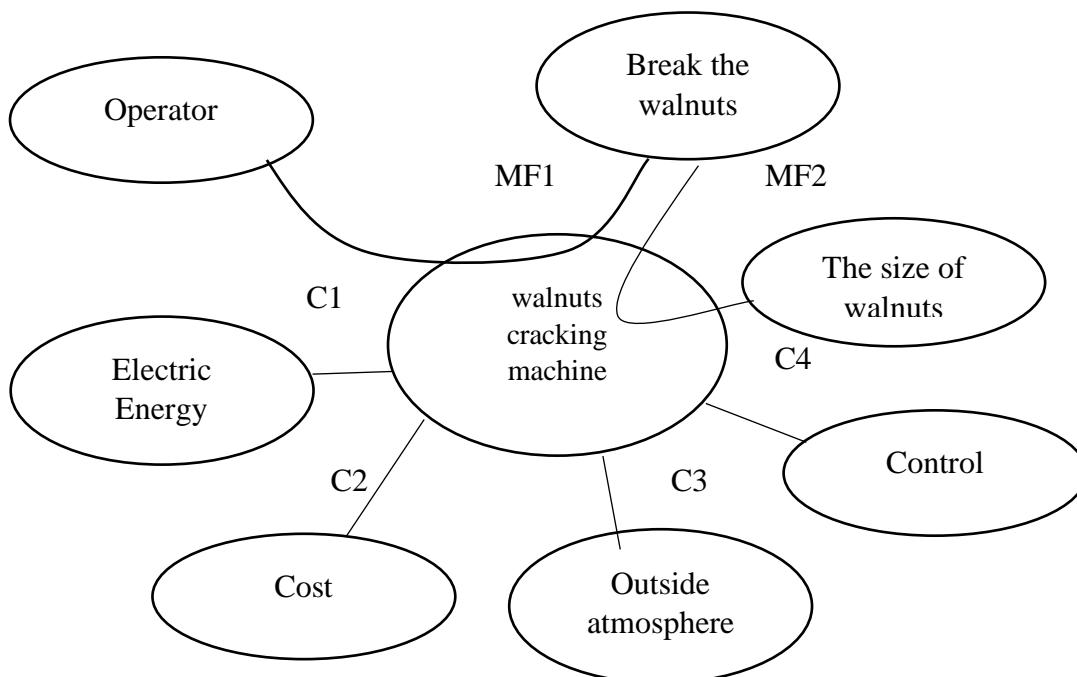 Break the
walnuts
Operator
MF1
MF2
The size of
walnuts
C1
walnuts
cracking
machine
C4
Electric
Energy
Control
C2
C3
Cost
Outside
atmosphere